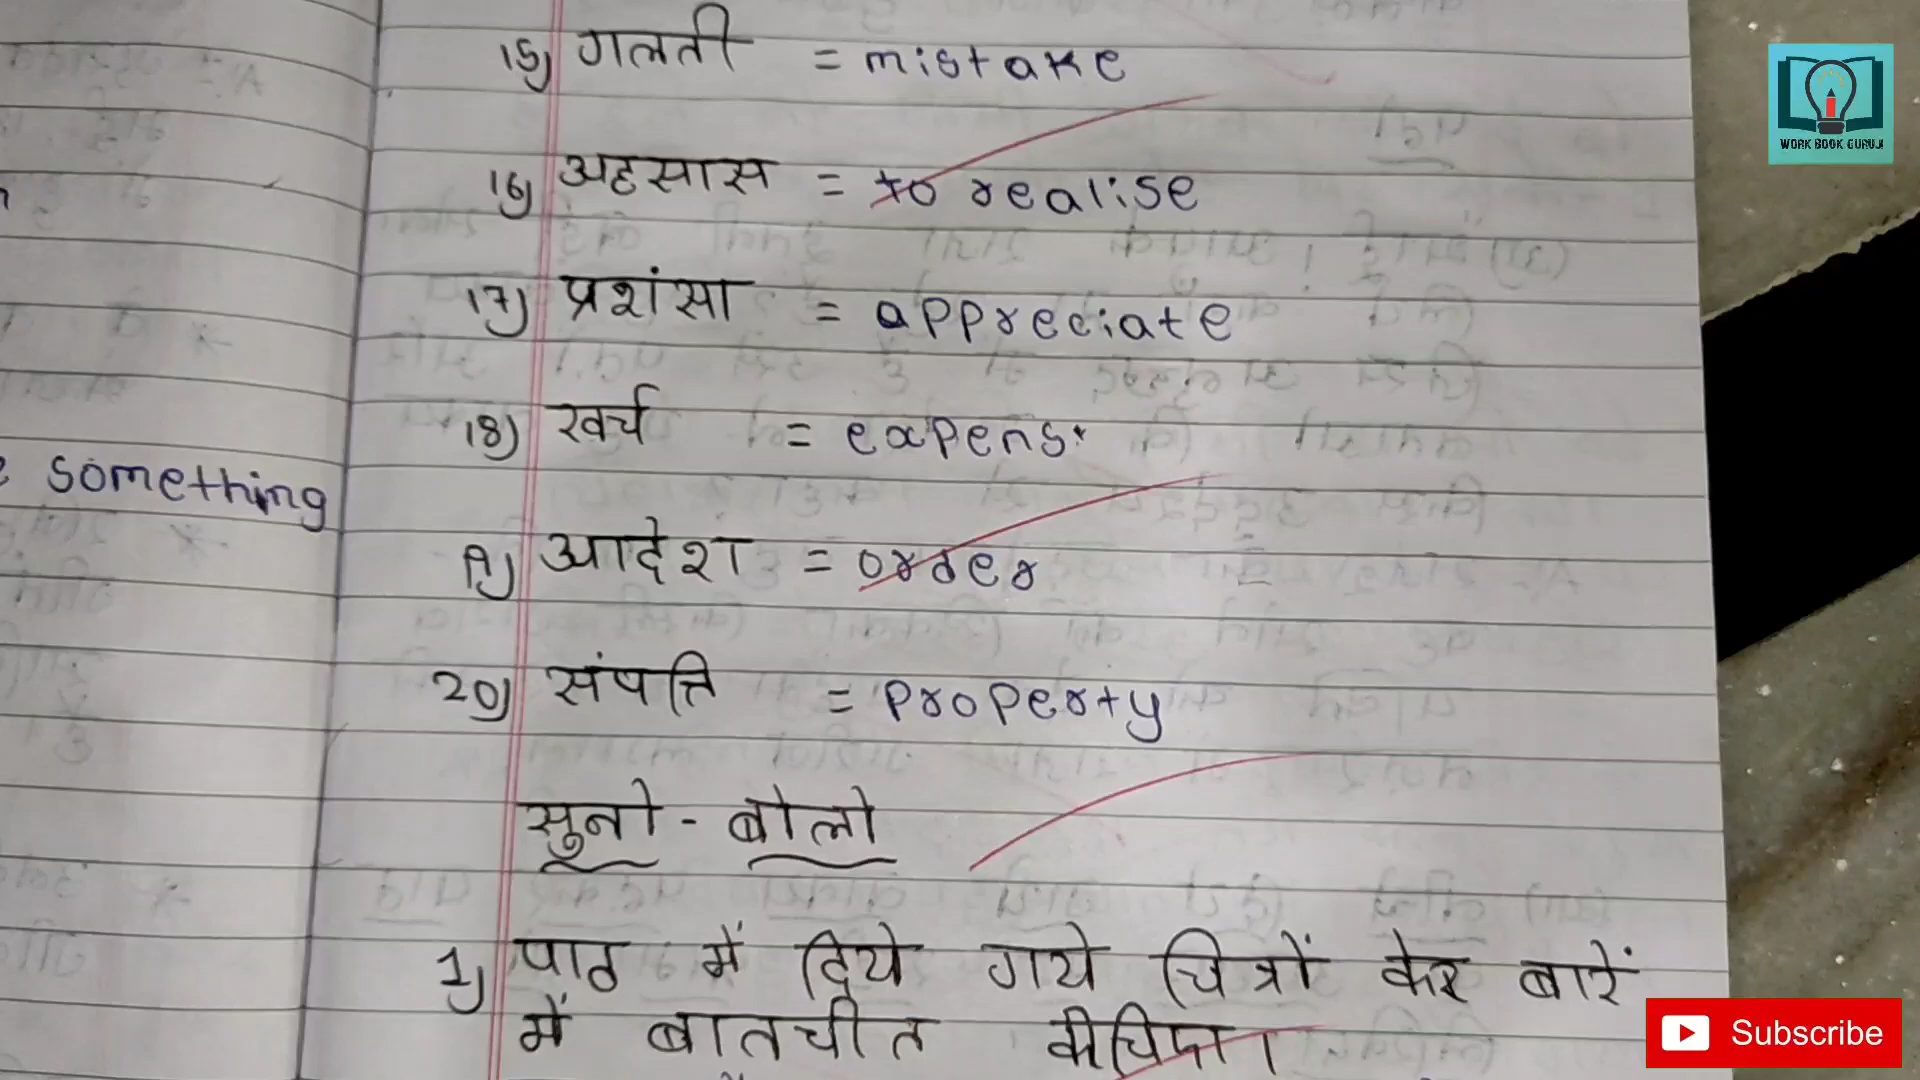 15) गलती = mistake
16) अहसास = to realise
17) प्रशंसा = appreciate
18) खर्च = expens
something
19) आदेश = order
20) संपत्ति = property
सुनो - बोलो
1) पाठ में दिये गये चित्रों के बारें
में बातचीत
WORK BOOK GURUJI
Subscribe